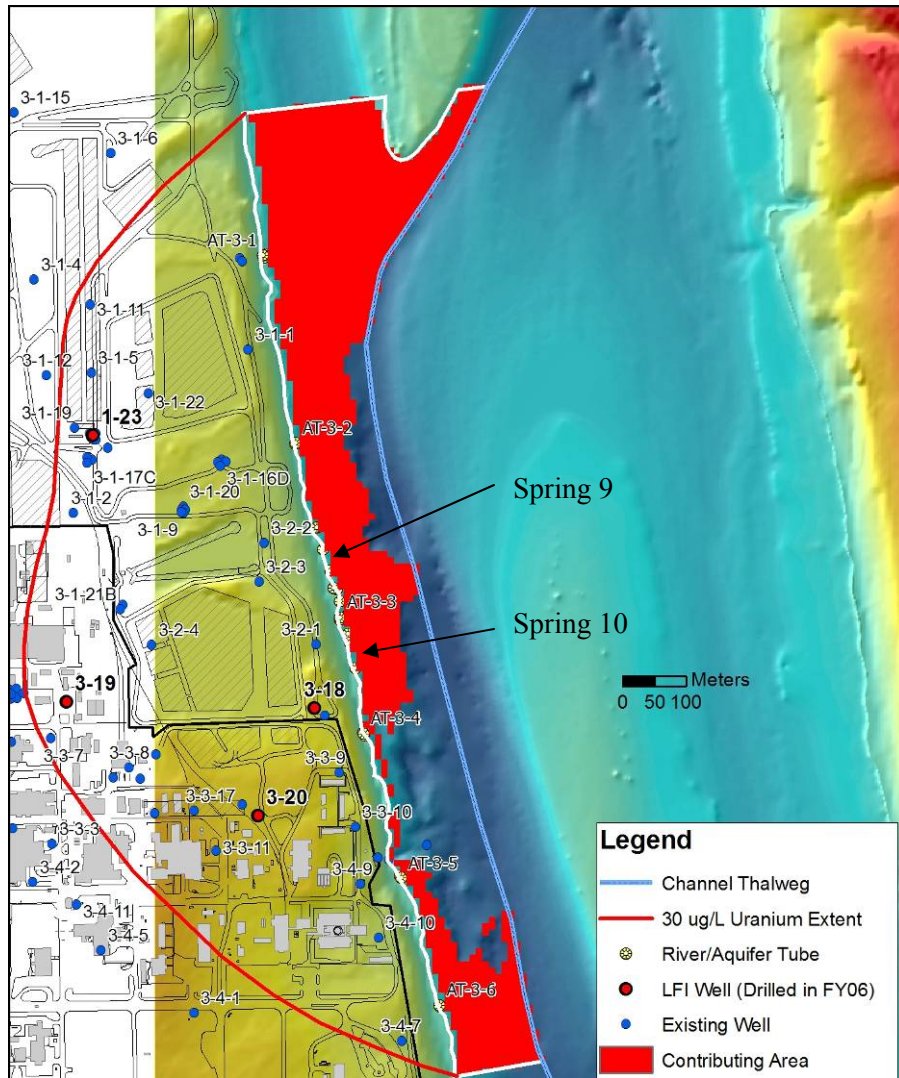 3-1-15
3-1-6
AT-3-1
3-1-4
3-1-11
3-1-1
3-1-12
3-1-5
3-1-22
3-1-19
1-23
AT-3-2
3-1-17C
3-1-16D
Spring 9
3-1-2
3-1-20
3-1-9
3-2-2
3-2-3
3-1-21B
AT-3-3
Spring 10
3-2-4
3-2-1
Meters
0 50 100
3-19
3-18
AT-3-4
3-3-7
3-3-8
3-3-9
3-3-17
3-20
3-3-10
3-3-3
3-3-11
AT-3-5
3-4-2
3-4-9
3-4-11
3-4-10
3-4-5
AT-3-6
3-4-1
3-4-7
Legend
Channel Thalweg
30 ug/L Uranium Extent
River/Aquifer Tube
LFI Well (Drilled in FY06)
Existing Well
Contributing Area